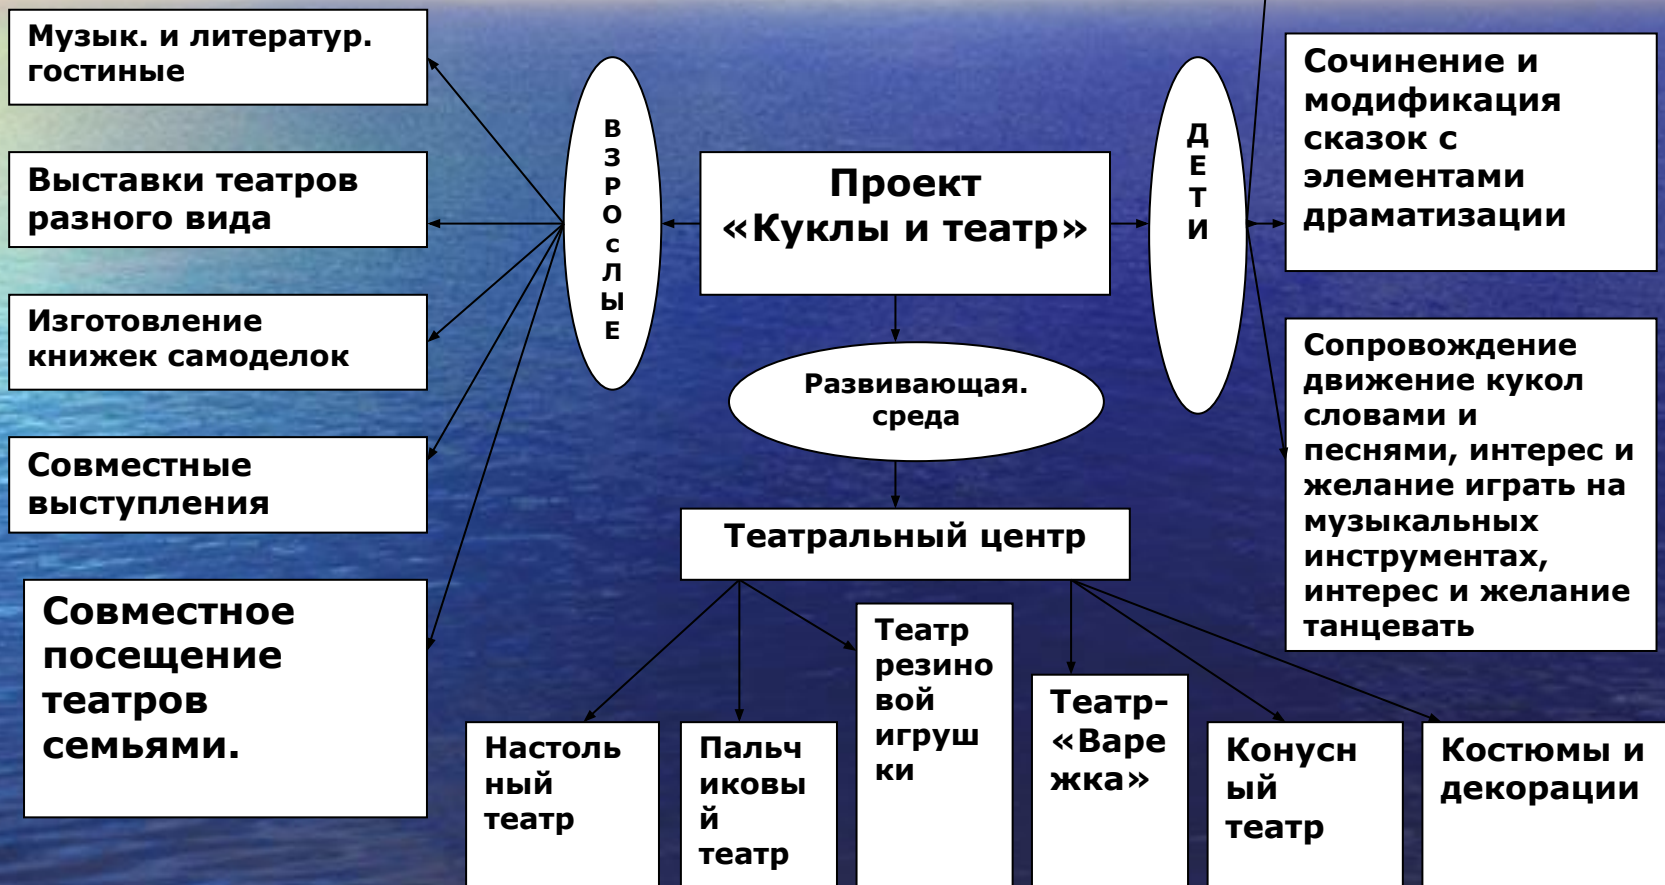 Музык. и литератур.
гостиные
Выставки театров
разного вида
Изготовление
книжек самоделок
Совместные
выступления
Совместное
посещение
театров
семьями.
В
З
Р
О
с
Л
Ы
Е
Проект
«Куклы и театр»
Развивающая.
среда
Театральный центр
Настоль
ный
театр
Пальч
иковы
й
театр
Театр
резино
вой
игруш
ки
Театр-
«Варе
жка»
Конусн
ый
театр
Костюмы и
декорации
Д
Е
Т
И
Сочинение и
модификация
сказок с
элементами
драматизации
Сопровождение
движение кукол
словами и
песнями, интерес и
желание играть на
музыкальных
инструментах,
интерес и желание
танцевать